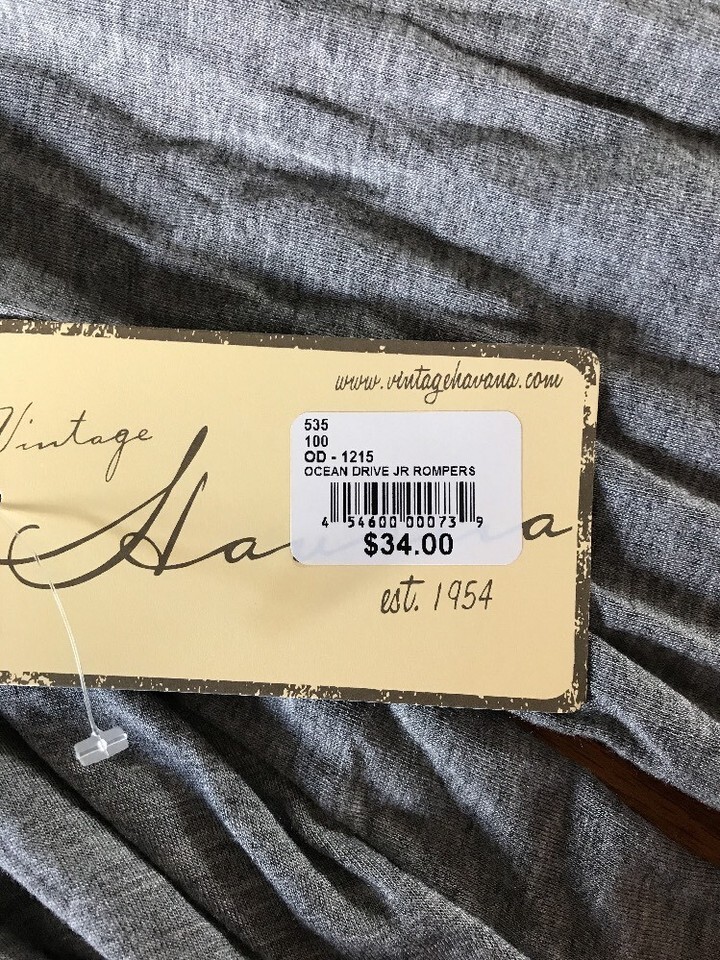 www.vintagehavana.com
Vintage
Ha a
535
100
OD - 1215
OCEAN DRIVE JR ROMPERS
4 54600 00073 9
$34.00
est. 1954